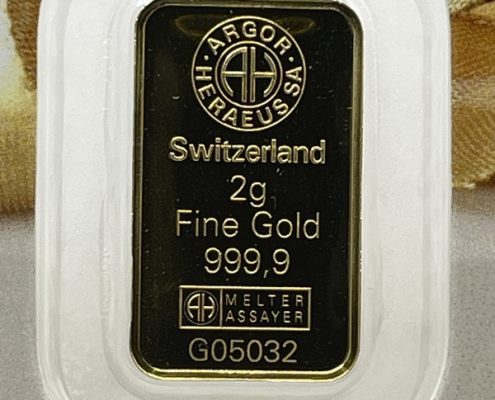 ARGOR·
HERAEUS SA·
AH
Switzerland
2g
Fine Gold
999,9
AH MELTER
ASSAYER
G05032